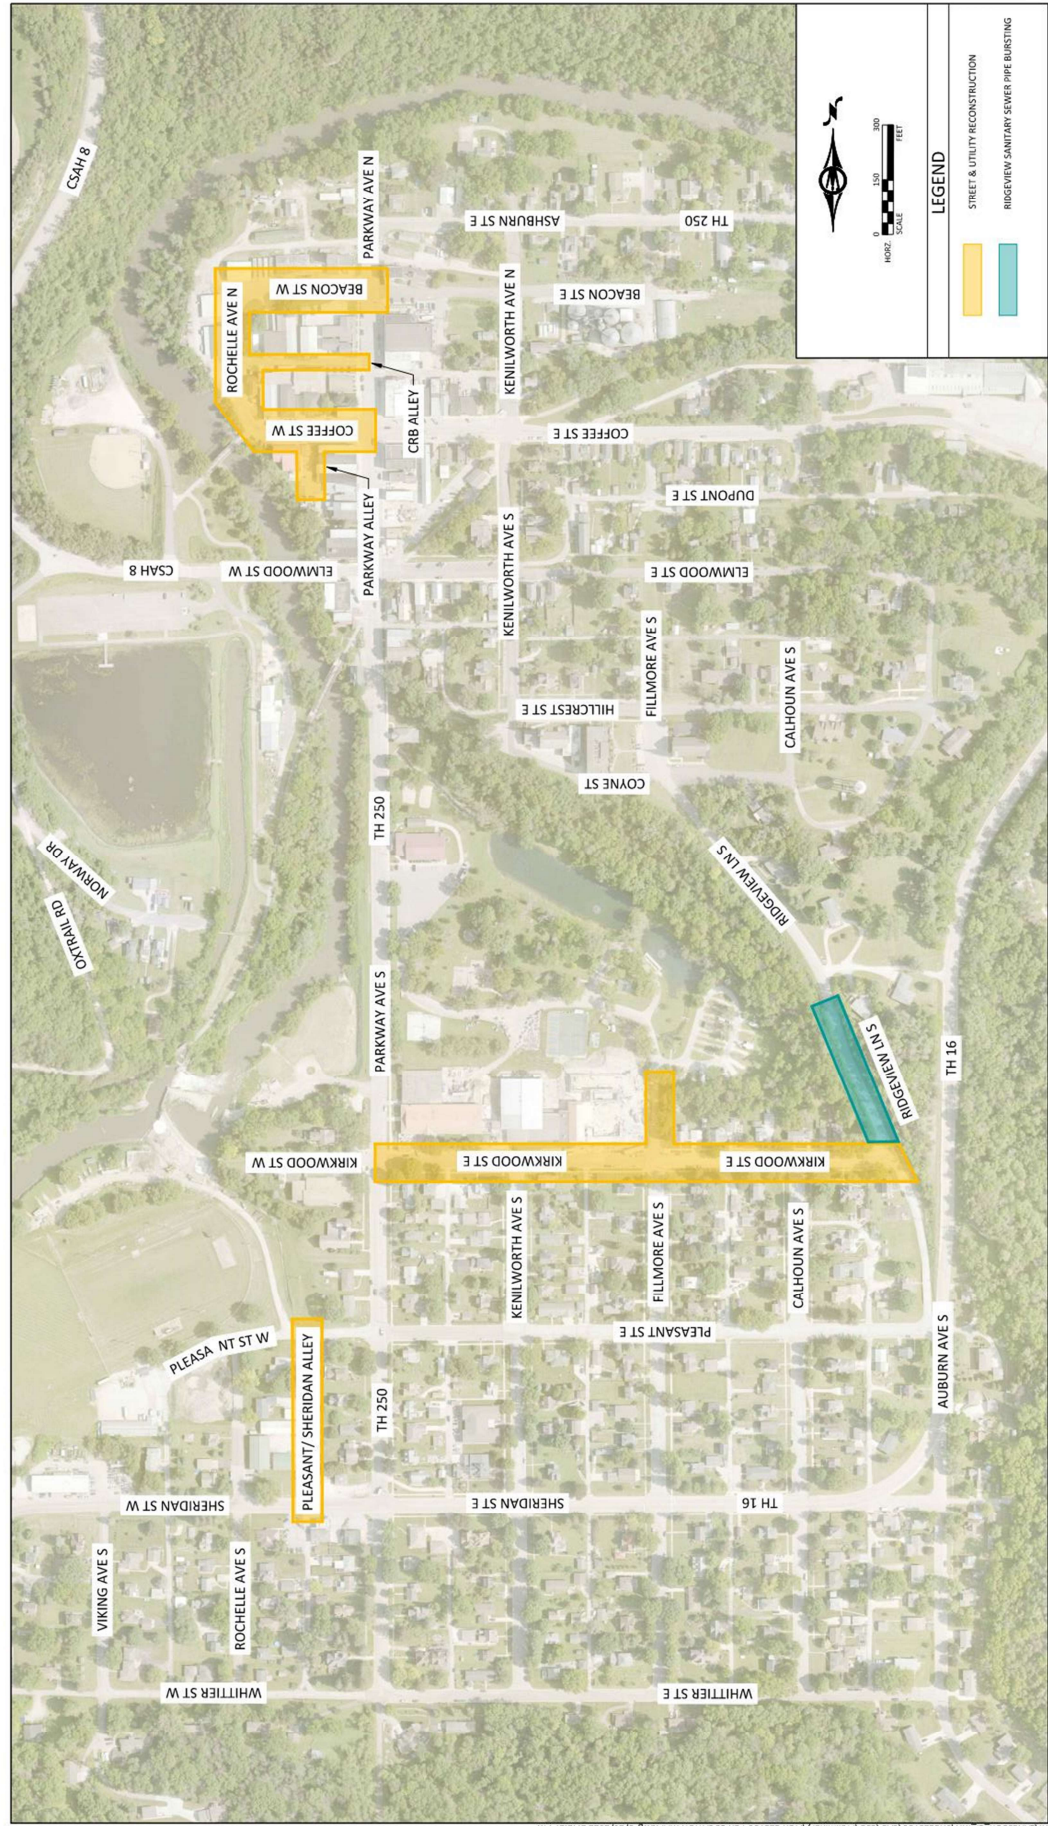 CSAH 8
PARKWAY AVE N
ROCHELLE AVE N
BEACON ST W
ASHBURN ST E
TH 250
KENILWORTH AVE N
BEACON ST E
COFFEE ST W
CRB ALLEY
COFFEE ST E
PARKWAY ALLEY
DUPONT ST E
CSAH 8
ELMWOOD ST W
KENILWORTH AVE S
ELMWOOD ST E
FILLMORE AVE S
CALHOUN AVE S
HILLCREST ST E
COYNE ST
TH 250
NORWAY DR
OXTRAIL RD
RIDGEVIEW LN S
PARKWAY AVE S
RIDGEVIEW LN S
TH 16
KIRKWOOD ST W
KIRKWOOD ST E
KIRKWOOD ST E
KENILWORTH AVE S
FILLMORE AVE S
CALHOUN AVE S
PLEASA NT ST W
PLEASANT ST E
PLEASANT/ SHERIDAN ALLEY
TH 250
AUBURN AVE S
SHERIDAN ST W
SHERIDAN ST E
TH 16
VIKING AVE S
ROCHELLE AVE S
WHITTIER ST W
WHITTIER ST E
N
0 150 300
HORZ.
SCALE FEET
LEGEND
STREET & UTILITY RECONSTRUCTION
RIDGEVIEW SANITARY SEWER PIPE BURSTING